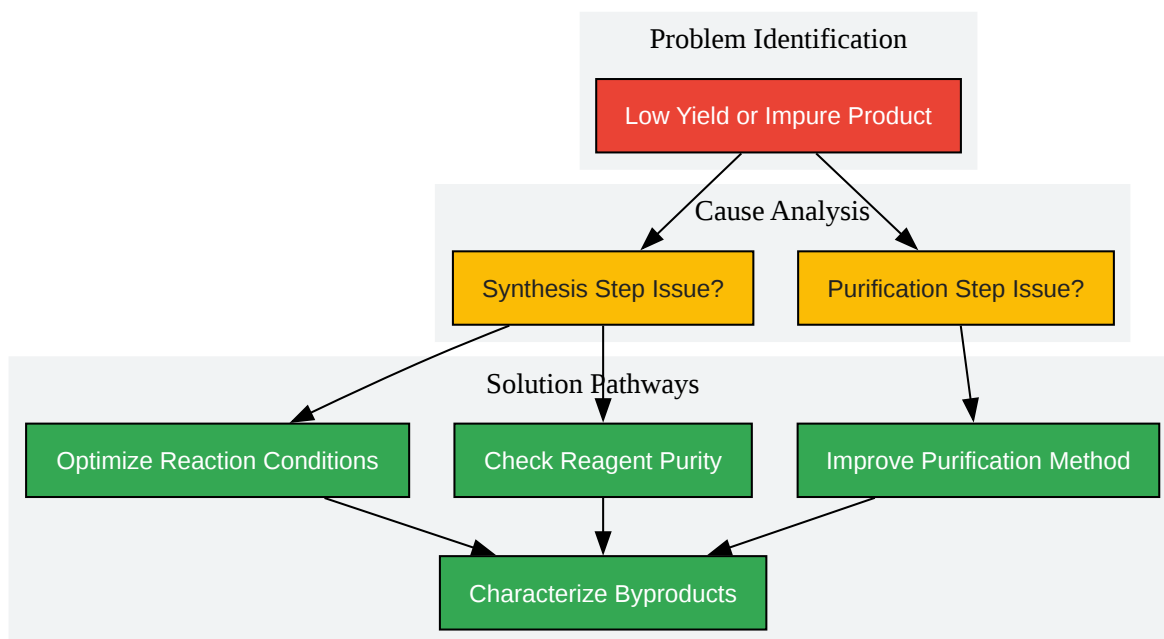 Problem Identification
Low Yield or Impure Product
Cause Analysis
Synthesis Step Issue?
Purification Step Issue?
Solution Pathways
Optimize Reaction Conditions
Check Reagent Purity
Improve Purification Method
Characterize Byproducts